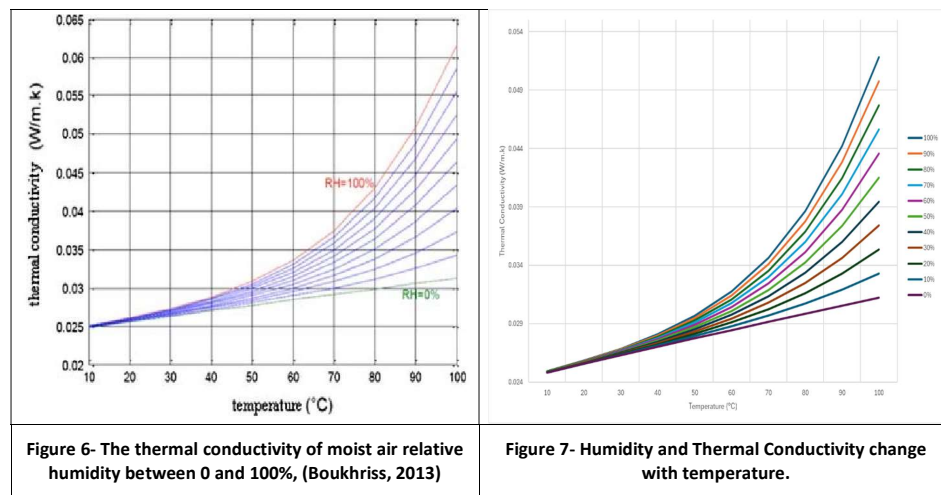 0.065
0.06
0.055
0.05
0.045
0.04
0.035
0.03
0.025
0.02
thermal conductivity (W/m.k)
RH=100%
RH=0%
10 20 30 40 50 60 70 80 90 100
temperature (°C)
0.054
0.049
0.044
0.039
0.034
0.029
0.024
Thermal Conductivity (W/m.k)
10 20 30 40 50 60 70 80 90 100
Temperature (°C)
100%
90%
80%
70%
60%
50%
40%
30%
20%
10%
0%
Figure 6- The thermal conductivity of moist air relative
humidity between 0 and 100%, (Boukhriss, 2013)
Figure 7- Humidity and Thermal Conductivity change
with temperature.